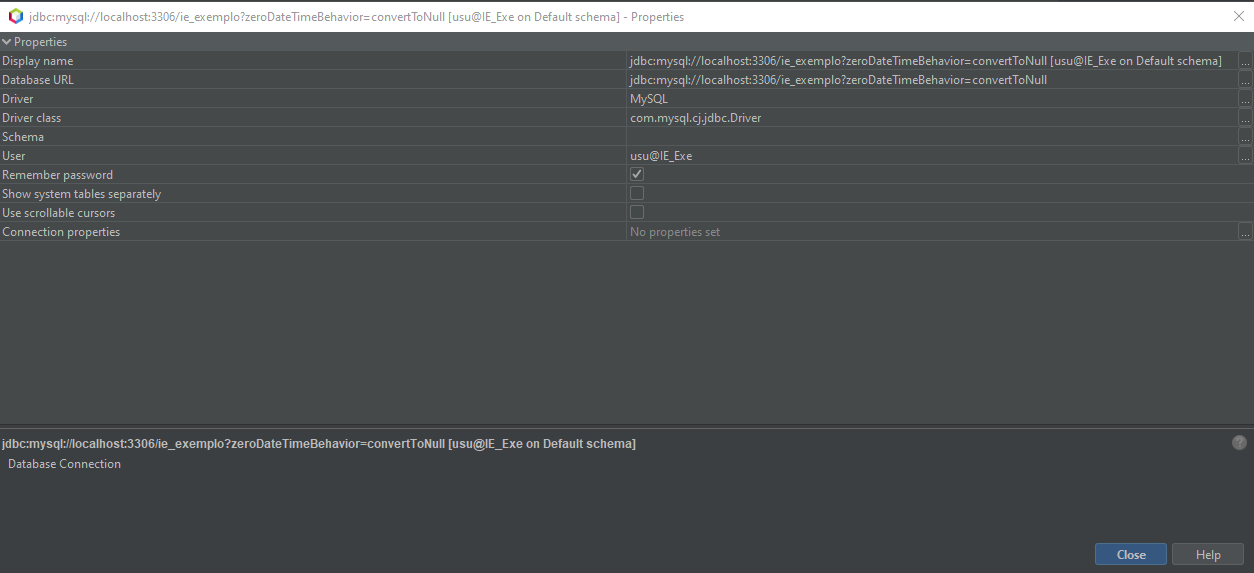 jdbc:mysql://localhost:3306/ie_exemplo?zeroDateTimeBehavior=convertToNull [usu@IE_Exe on Default schema] - Properties
Properties
Display name jdbc:mysql://localhost:3306/ie_exemplo?zeroDateTimeBehavior=convertToNull [usu@IE_Exe on Default schema] ...
Database URL jdbc:mysql://localhost:3306/ie_exemplo?zeroDateTimeBehavior=convertToNull ...
Driver MySQL ...
Driver class com.mysql.cj.jdbc.Driver ...
Schema ...
User usu@IE_Exe ...
Remember password
Show system tables separately
Use scrollable cursors
Connection properties No properties set ...
jdbc:mysql://localhost:3306/ie_exemplo?zeroDateTimeBehavior=convertToNull [usu@IE_Exe on Default schema] ?
Database Connection
Close Help